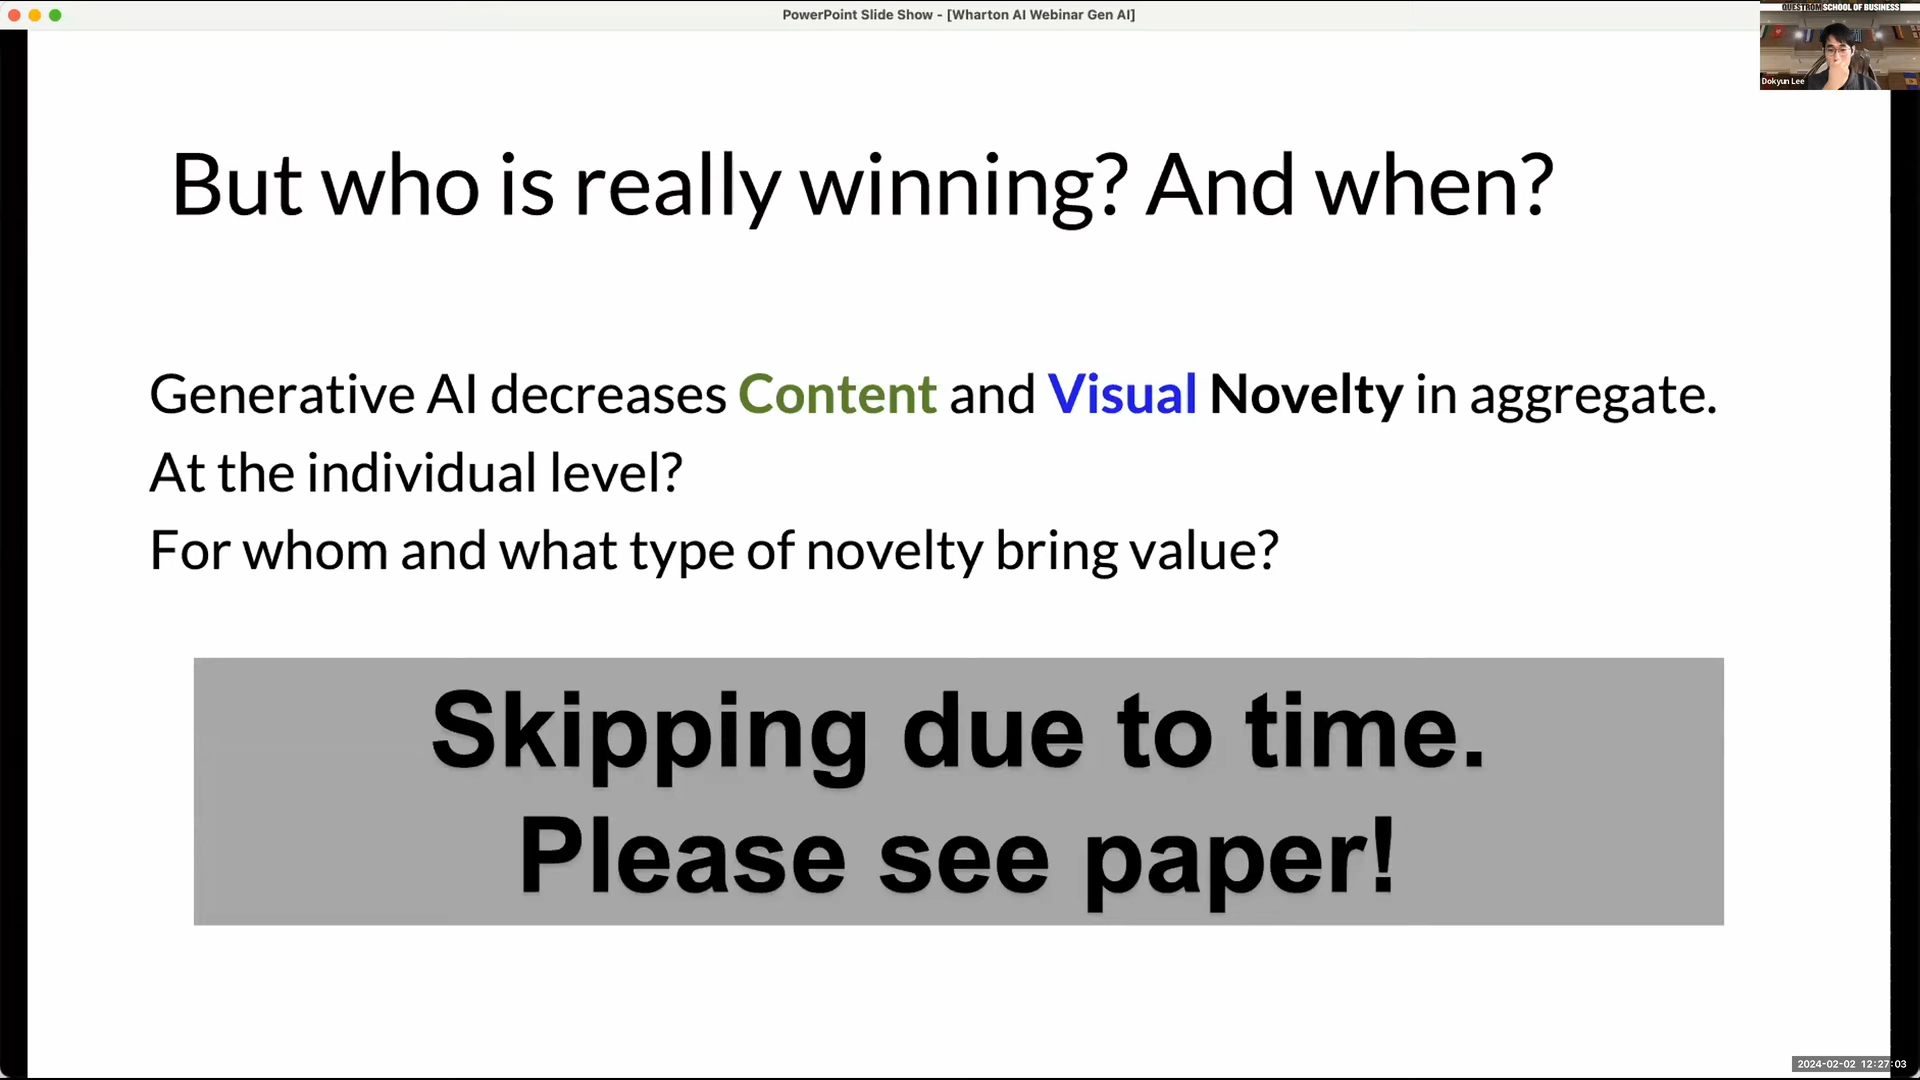 PowerPoint Slide Show - [Wharton AI Webinar Gen AI]
QUESTROM SCHOOL OF BUSINESS
Dokyun Lee
But who is really winning? And when?
Generative AI decreases Content and Visual Novelty in aggregate.
At the individual level?
For whom and what type of novelty bring value?
Skipping due to time.
Please see paper!
2024-02-02 12:27:03